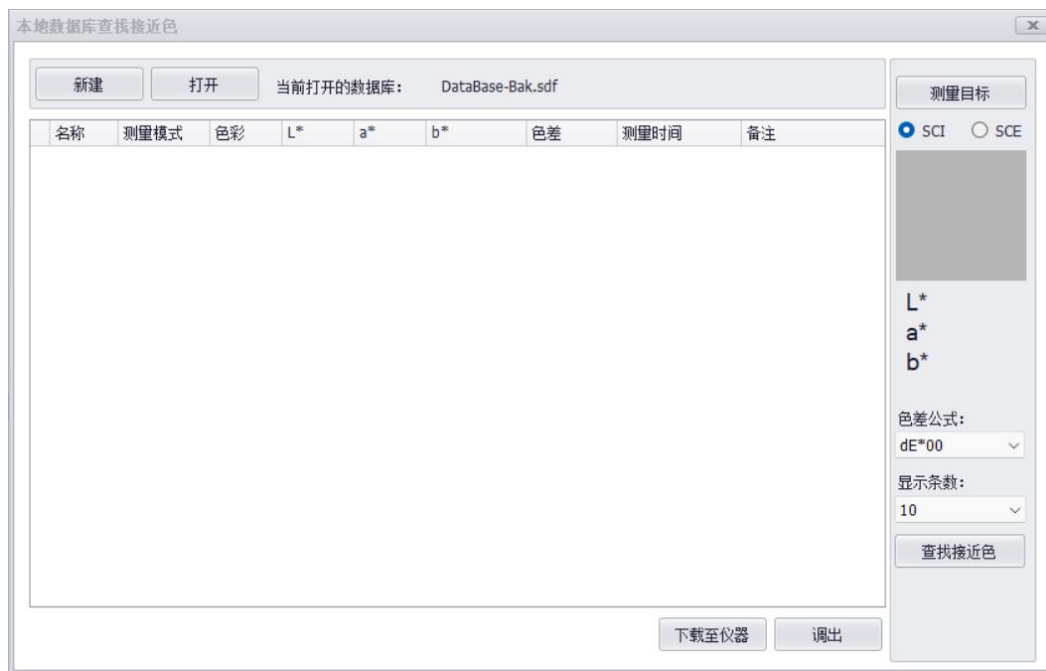 本地数据库查找接近色
新建 打开 当前打开的数据库： DataBase-Bak.sdf
名称 测量模式 色彩 L* a* b* 色差 测量时间 备注
测量目标
SCI SCE
L*
a*
b*
色差公式：
dE*00
显示条数：
10
查找接近色
下载至仪器 调出